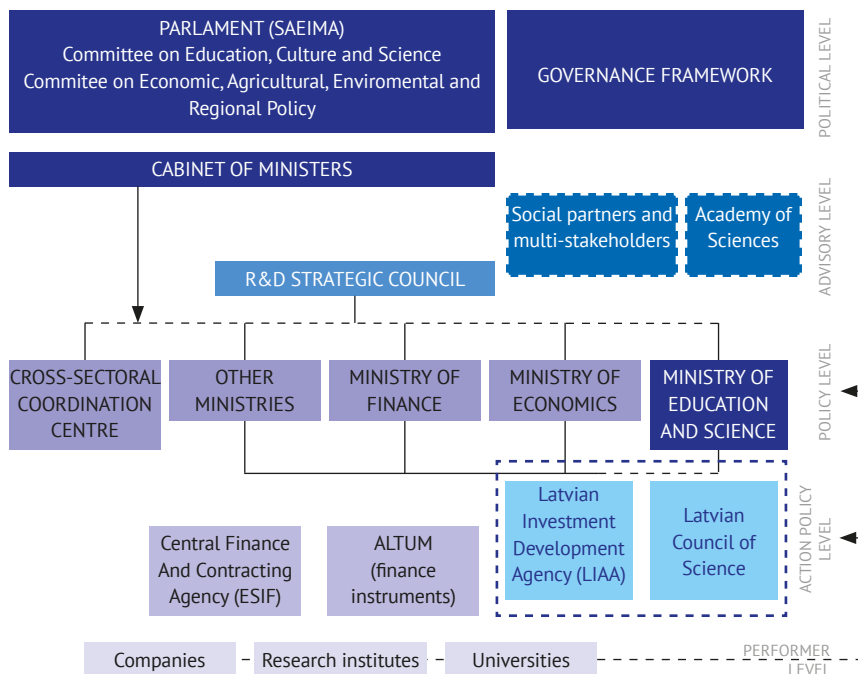 PARLAMENT (SAEIMA)
Committee on Education, Culture and Science
Commitee on Economic, Agricultural, Enviromental and
Regional Policy
GOVERNANCE FRAMEWORK
POLITICAL LEVEL
CABINET OF MINISTERS
Social partners and
multi-stakeholders
Academy of
Sciences
ADVISORY LEVEL
R&D STRATEGIC COUNCIL
CROSS-SECTORAL
COORDINATION
CENTRE
OTHER
MINISTRIES
MINISTRY OF
FINANCE
MINISTRY OF
ECONOMICS
MINISTRY OF
EDUCATION
AND SCIENCE
POLICY LEVEL
Central Finance
And Contracting
Agency (ESIF)
ALTUM
(finance
instruments)
Latvian
Investment
Development
Agency (LIAA)
Latvian
Council of
Science
ACTION POLICY
LEVEL
Companies
Research institutes
Universities
PERFORMER
LEVEL